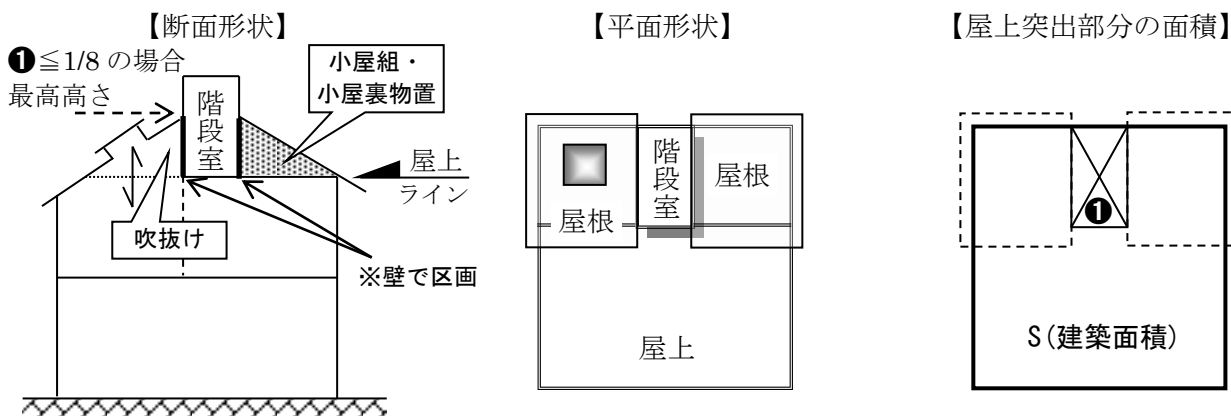 【断面形状】
❶≦1/8 の場合
最高高さ
階段室
小屋組・
小屋裏物置
屋上
ライン
吹抜け
※壁で区画
【平面形状】
階段室
屋根
屋根
屋上
【屋上突出部分の面積】
❶
S(建築面積)